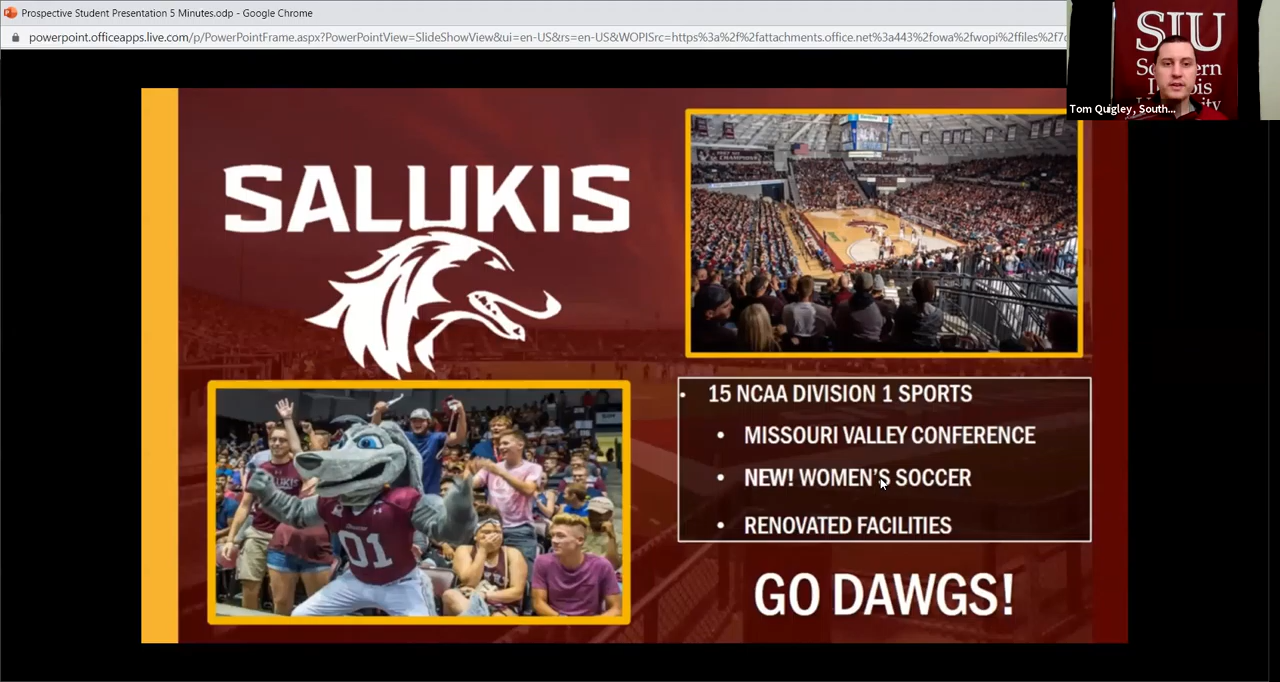 Prospective Student Presentation 5 Minutes.odp - Google Chrome
powerpoint.officeapps.live.com/p/PowerPointFrame.aspx?PowerPointView=SlideShowView&ui=en-US&rs=en-US&WOPISrc=https%3a%2f%2fattachments.office.net%3a443%2fowa%2fwopi%2ffiles%2f7
SIU
Tom Quigley, South...
SALUKIS
SALUKIS
01
• 15 NCAA DIVISION 1 SPORTS
• MISSOURI VALLEY CONFERENCE
• NEW! WOMEN'S SOCCER
• RENOVATED FACILITIES
GO DAWGS!